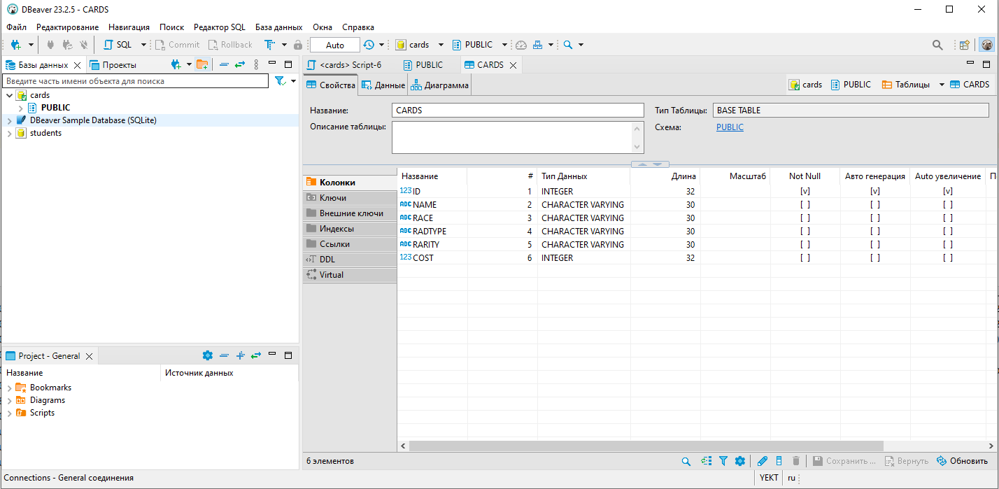 DBeaver 23.2.5 - CARDS
Файл Редактирование Навигация Поиск Редактор SQL База данных Окна Справка
SQL Commit Rollback Auto cards PUBLIC
Базы данных Проекты
<cards> Script-6 PUBLIC CARDS
Введите часть имени объекта для поиска
cards
PUBLIC
DBeaver Sample Database (SQLite)
students
Свойства Данные Диаграмма
cards PUBLIC Таблицы CARDS
Название: CARDS Тип Таблицы: BASE TABLE
Описание таблицы: Схема: PUBLIC
Колонки
Ключи
Внешние ключи
Индексы
Ссылки
DDL
Virtual
Название # Тип Данных Длина Масштаб Not Null Авто генерация Auto увеличение П
123 ID 1 INTEGER 32 [v] [v] [v]
ABC NAME 2 CHARACTER VARYING 30 [ ] [ ] [ ]
ABC RACE 3 CHARACTER VARYING 30 [ ] [ ] [ ]
ABC RADTYPE 4 CHARACTER VARYING 30 [ ] [ ] [ ]
ABC RARITY 5 CHARACTER VARYING 30 [ ] [ ] [ ]
123 COST 6 INTEGER 32 [ ] [ ] [ ]
Project - General
Название Источник данных
Bookmarks
Diagrams
Scripts
6 элементов Сохранить ... Вернуть Обновить
Connections - General соединения YEKT ru